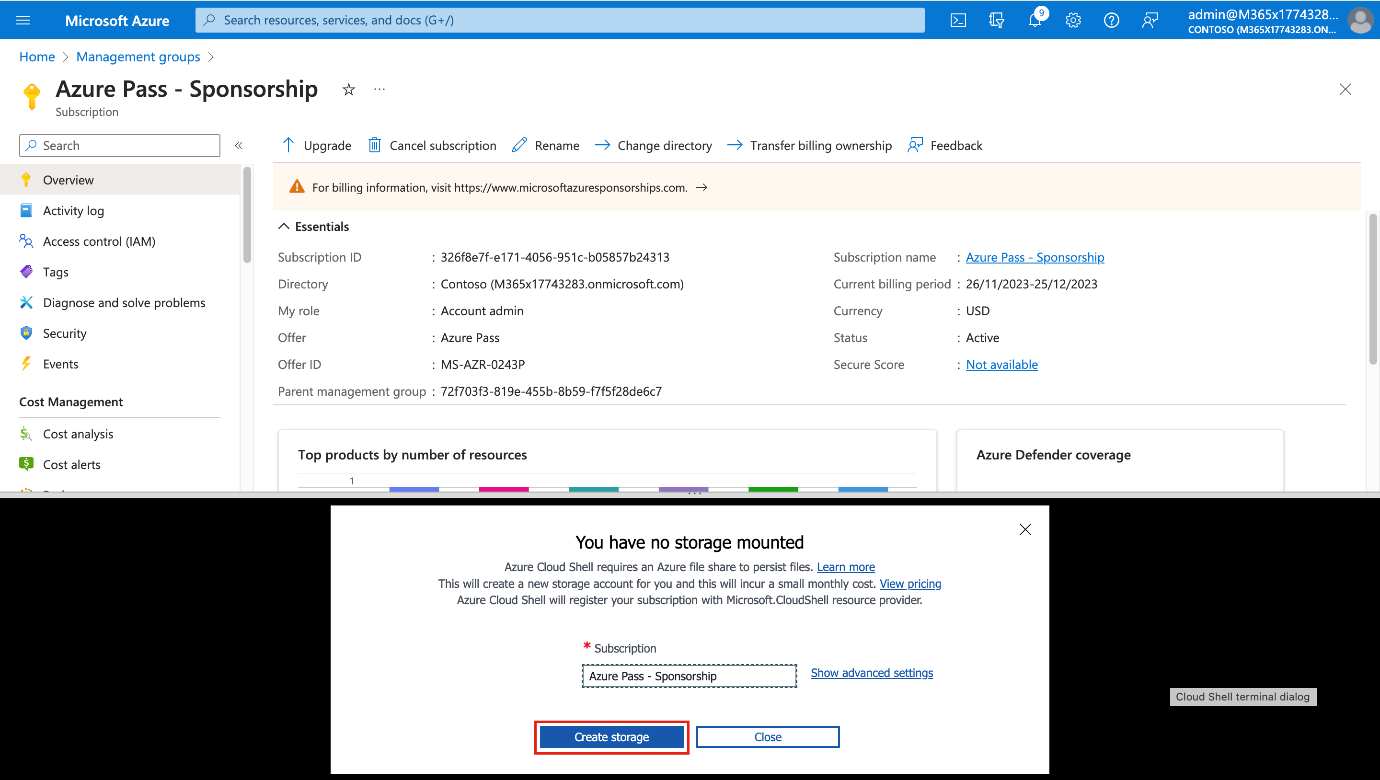 Microsoft Azure
Search resources, services, and docs (G+/)
9
admin@M365x1774328...
CONTOSO (M365X17743283.ON...
Home > Management groups >
Azure Pass - Sponsorship ...
Subscription
Search «
Upgrade Cancel subscription Rename Change directory Transfer billing ownership Feedback
Overview
Activity log
Access control (IAM)
Tags
Diagnose and solve problems
Security
Events
Cost Management
Cost analysis
Cost alerts
For billing information, visit https://www.microsoftazuresponsorships.com. →
Essentials
Subscription ID : 326f8e7f-e171-4056-951c-b05857b24313
Directory : Contoso (M365x17743283.onmicrosoft.com)
My role : Account admin
Offer : Azure Pass
Offer ID : MS-AZR-0243P
Parent management group : 72f703f3-819e-455b-8b59-f7f5f28de6c7
Subscription name : Azure Pass - Sponsorship
Current billing period : 26/11/2023-25/12/2023
Currency : USD
Status : Active
Secure Score : Not available
Top products by number of resources
1
Azure Defender coverage
You have no storage mounted
Azure Cloud Shell requires an Azure file share to persist files. Learn more
This will create a new storage account for you and this will incur a small monthly cost. View pricing
Azure Cloud Shell will register your subscription with Microsoft.CloudShell resource provider.
* Subscription
Azure Pass - Sponsorship
Show advanced settings
Create storage
Close
Cloud Shell terminal dialog